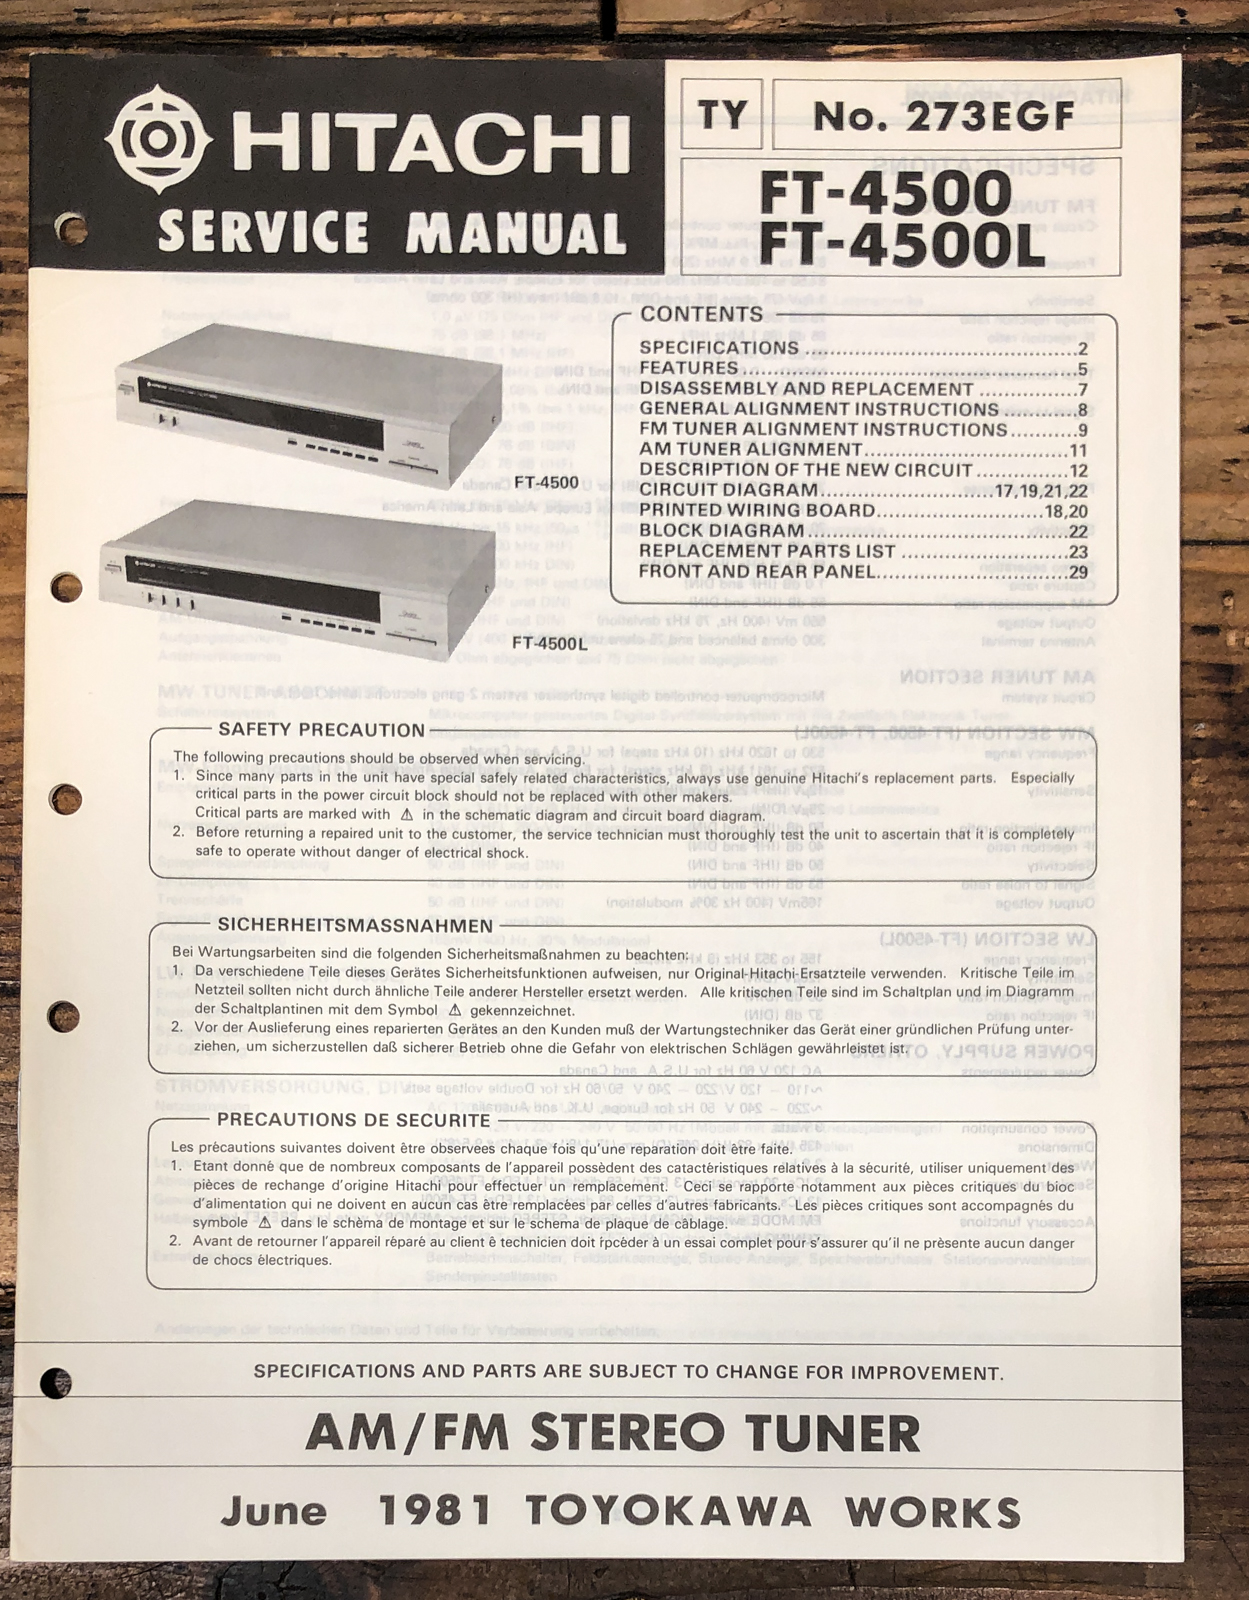 HITACHI
SERVICE MANUAL
TY
No. 273EGF
FT-4500
FT-4500L
FT-4500
FT-4500L
CONTENTS
SPECIFICATIONS ................................................2
FEATURES.........................................................5
DISASSEMBLY AND REPLACEMENT .................7
GENERAL ALIGNMENT INSTRUCTIONS .............8
FM TUNER ALIGNMENT INSTRUCTIONS...........9
AM TUNER ALIGNMENT...................................11
DESCRIPTION OF THE NEW CIRCUIT................12
CIRCUIT DIAGRAM..............................17,19,21,22
PRINTED WIRING BOARD.............................18,20
BLOCK DIAGRAM..............................................22
REPLACEMENT PARTS LIST .............................23
FRONT AND REAR PANEL.................................29
SAFETY PRECAUTION
The following precautions should be observed when servicing.
1. Since many parts in the unit have special safely related characteristics, always use genuine Hitachi's replacement parts. Especially
critical parts in the power circuit block should not be replaced with other makers.
Critical parts are marked with ⚠ in the schematic diagram and circuit board diagram.
2. Before returning a repaired unit to the customer, the service technician must thoroughly test the unit to ascertain that it is completely
safe to operate without danger of electrical shock.
SICHERHEITSMASSNAHMEN
Bei Wartungsarbeiten sind die folgenden Sicherheitsmaßnahmen zu beachten:
1. Da verschiedene Teile dieses Gerätes Sicherheitsfunktionen aufweisen, nur Original-Hitachi-Ersatzteile verwenden. Kritische Teile im
Netzteil sollten nicht durch ähnliche Teile anderer Hersteller ersetzt werden. Alle kritischen Teile sind im Schaltplan und im Diagramm
der Schaltplantinen mit dem Symbol ⚠ gekennzeichnet.
2. Vor der Auslieferung eines reparierten Gerätes an den Kunden muß der Wartungstechniker das Gerät einer gründlichen Prüfung unter-
ziehen, um sicherzustellen daß sicherer Betrieb ohne die Gefahr von elektrischen Schlägen gewährleistet ist.
PRECAUTIONS DE SECURITE
Les précautions suivantes doivent être observées chaque fois qu'une reparation doit être faite.
1. Etant donné que de nombreux composants de l'appareil possèdent des catactéristiques relatives à la sécurité, utiliser uniquement des
pièces de rechange d'origine Hitachi pour effectuer un remplacement. Ceci se rapporte notamment aux pièces critiques du bioc
d'alimentation qui ne doivent en aucun cas être remplacées par celles d'autres fabricants. Les pièces critiques sont accompagnés du
symbole ⚠ dans le schèma de montage et sur le schema de plaque de câblage.
2. Avant de retourner l'appareil réparé au client ê technicien doit fpcèder à un essai complet pour s'assurer qu'il ne prèsente aucun danger
de chocs èlectriques.
SPECIFICATIONS AND PARTS ARE SUBJECT TO CHANGE FOR IMPROVEMENT.
AM/FM STEREO TUNER
June 1981 TOYOKAWA WORKS